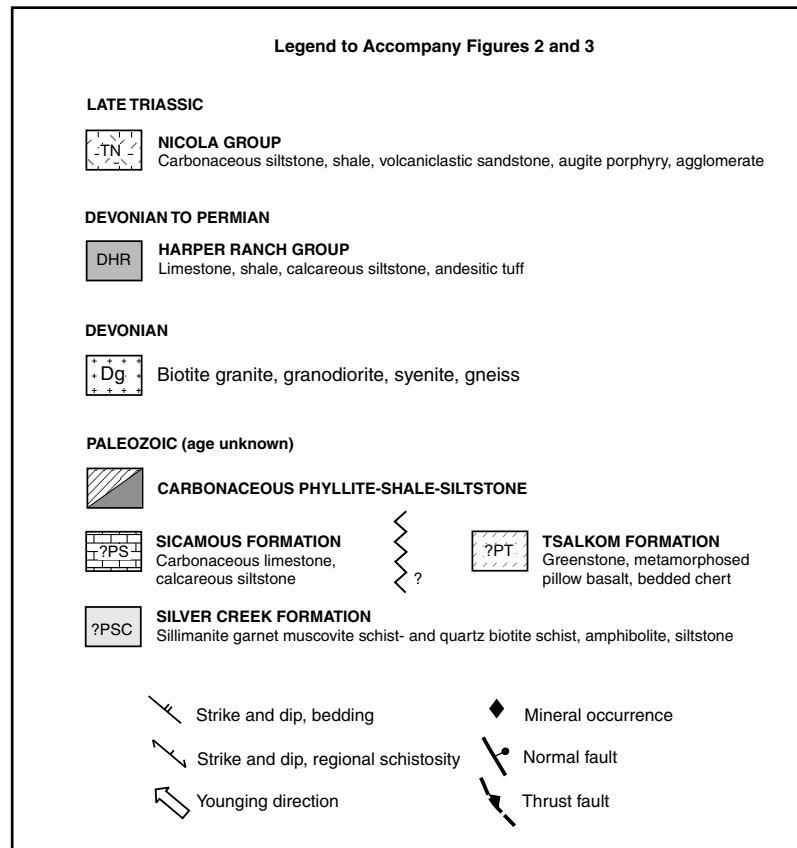 Legend to Accompany Figures 2 and 3
LATE TRIASSIC
TN
NICOLA GROUP
Carbonaceous siltstone, shale, volcaniclastic sandstone, augite porphyry, agglomerate
DEVONIAN TO PERMIAN
DHR
HARPER RANCH GROUP
Limestone, shale, calcareous siltstone, andesitic tuff
DEVONIAN
Dg
Biotite granite, granodiorite, syenite, gneiss
PALEOZOIC (age unknown)
CARBONACEOUS PHYLLITE-SHALE-SILTSTONE
?PS
SICAMOUS FORMATION
Carbonaceous limestone,
calcareous siltstone
?
?PT
TSALKOM FORMATION
Greenstone, metamorphosed
pillow basalt, bedded chert
?PSC
SILVER CREEK FORMATION
Sillimanite garnet muscovite schist- and quartz biotite schist, amphibolite, siltstone
Strike and dip, bedding
Strike and dip, regional schistosity
Younging direction
Mineral occurrence
Normal fault
Thrust fault